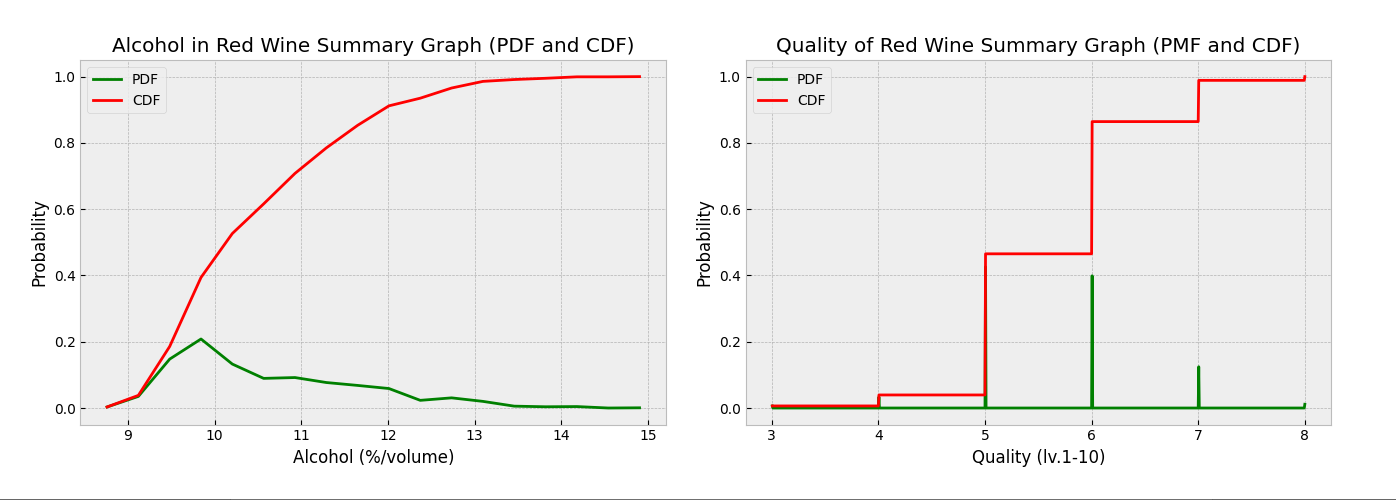 Alcohol in Red Wine Summary Graph (PDF and CDF)
PDF
CDF
1.0
0.8
0.6
0.4
0.2
0.0
Probability
9 10 11 12 13 14 15
Alcohol (%/volume)
Quality of Red Wine Summary Graph (PMF and CDF)
PDF
CDF
1.0
0.8
0.6
0.4
0.2
0.0
Probability
3 4 5 6 7 8
Quality (lv.1-10)